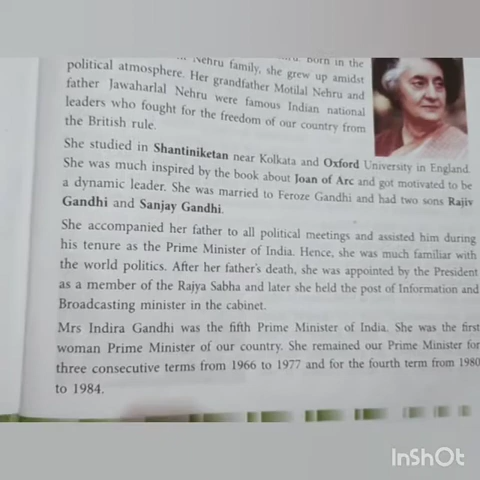 Nehru family, she grew up amidst Born in the
political atmosphere. Her grandfather Motilal Nehru and
father Jawaharlal Nehru were famous Indian national
leaders who fought for the freedom of our country from
the British rule.
She studied in Shantiniketan near Kolkata and Oxford University in England.
She was much inspired by the book about Joan of Arc and got motivated to be
a dynamic leader. She was married to Feroze Gandhi and had two sons Rajiv
Gandhi and Sanjay Gandhi.
She accompanied her father to all political meetings and assisted him during
his tenure as the Prime Minister of India. Hence, she was much familiar with
the world politics. After her father's death, she was appointed by the President
as a member of the Rajya Sabha and later she held the post of Information and
Broadcasting minister in the cabinet.
Mrs Indira Gandhi was the fifth Prime Minister of India. She was the first
woman Prime Minister of our country. She remained our Prime Minister for
three consecutive terms from 1966 to 1977 and for the fourth term from 1980
to 1984.
InShOt